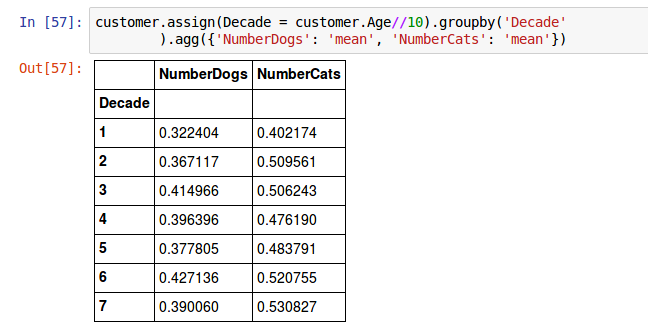 In [57]: customer.assign(Decade = customer.Age//10).groupby('Decade'
).agg({'NumberDogs': 'mean', 'NumberCats': 'mean'})
Out[57]:
NumberDogs NumberCats
Decade
1 0.322404 0.402174
2 0.367117 0.509561
3 0.414966 0.506243
4 0.396396 0.476190
5 0.377805 0.483791
6 0.427136 0.520755
7 0.390060 0.530827